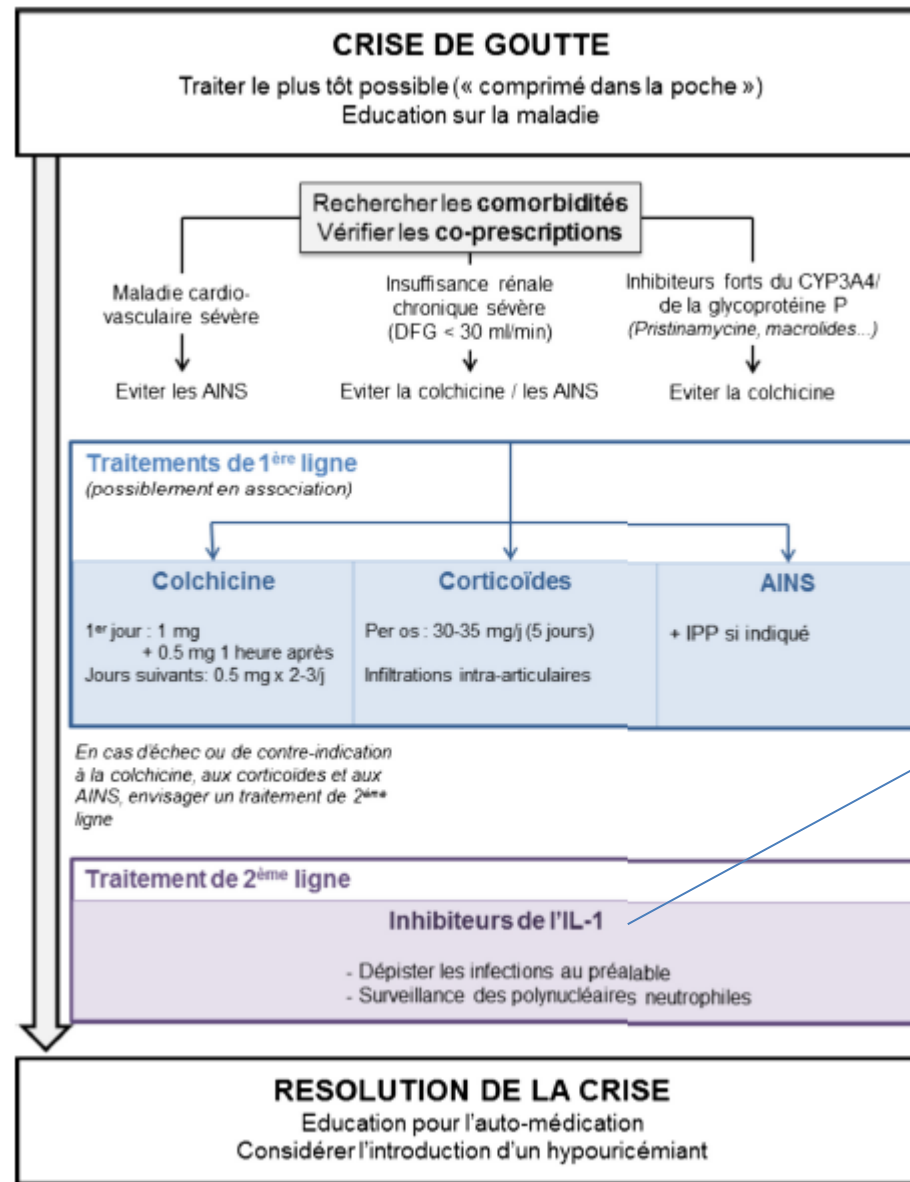 CRISE DE GOUTTE
Traiter le plus tôt possible (« comprimé dans la poche »)
Education sur la maladie
Rechercher les comorbidités
Vérifier les co-prescriptions
Maladie cardio-
vasculaire sévère
Eviter les AINS
Insuffisance rénale
chronique sévère
(DFG < 30 ml/min)
Eviter la colchicine / les AINS
Inhibiteurs forts du CYP3A4/
de la glycoprotéine P
(Pristinamycine, macrolides...)
Eviter la colchicine
Traitements de 1ère ligne
(possiblement en association)
Colchicine
1er jour : 1 mg
+ 0.5 mg 1 heure après
Jours suivants: 0.5 mg x 2-3/j
Corticoïdes
Per os : 30-35 mg/j (5 jours)
Infiltrations intra-articulaires
AINS
+ IPP si indiqué
En cas d'échec ou de contre-indication
à la colchicine, aux corticoïdes et aux
AINS, envisager un traitement de 2ème
ligne
Traitement de 2ème ligne
Inhibiteurs de l'IL-1
- Dépister les infections au préalable
- Surveillance des polynucléaires neutrophiles
RESOLUTION DE LA CRISE
Education pour l'auto-médication
Considérer l'introduction d'un hypouricémiant